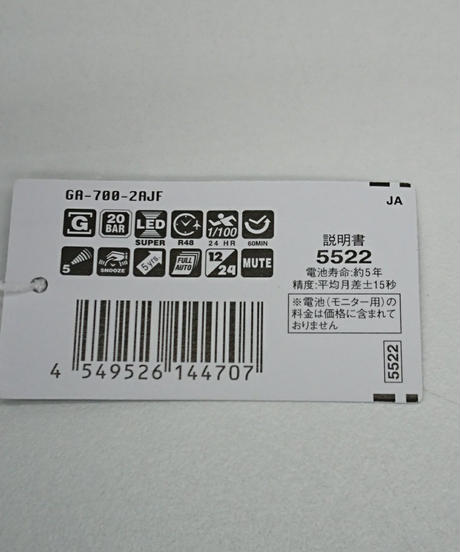 GA-700-2AJF
JA
G
20
BAR
LED
SUPER
R48
1/100
24 HR
60MIN
5
SNOOZE
5 yrs.
FULL
AUTO
12
24
MUTE
説明書
5522
電池寿命:約5年
精度:平均月差±15秒
※電池(モニター用)の
料金は価格に含まれて
おりません
5522
4 549526 144707